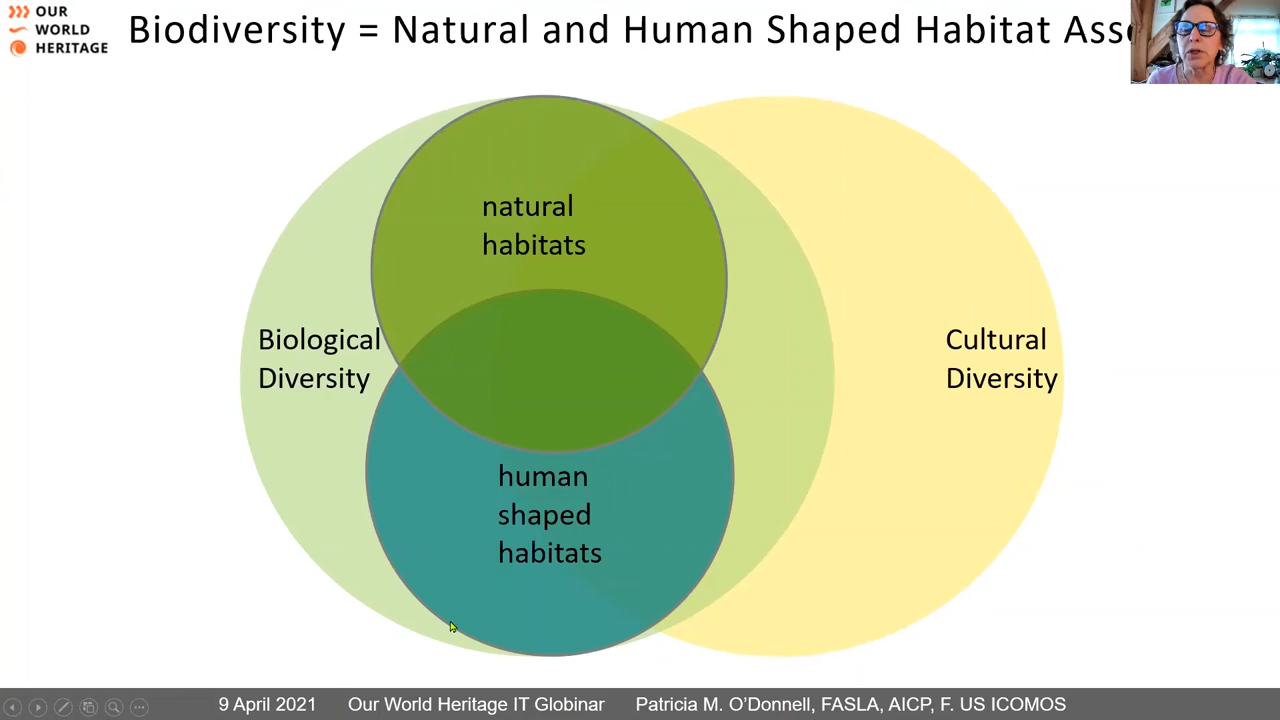 OUR
WORLD
HERITAGE
Biodiversity = Natural and Human Shaped Habitat
natural
habitats
Biological
Diversity
Cultural
Diversity
human
shaped
habitats
9 April 2021 Our World Heritage IT Globinar Patricia M. O’Donnell, FASLA, AICP, F. US ICOMOS